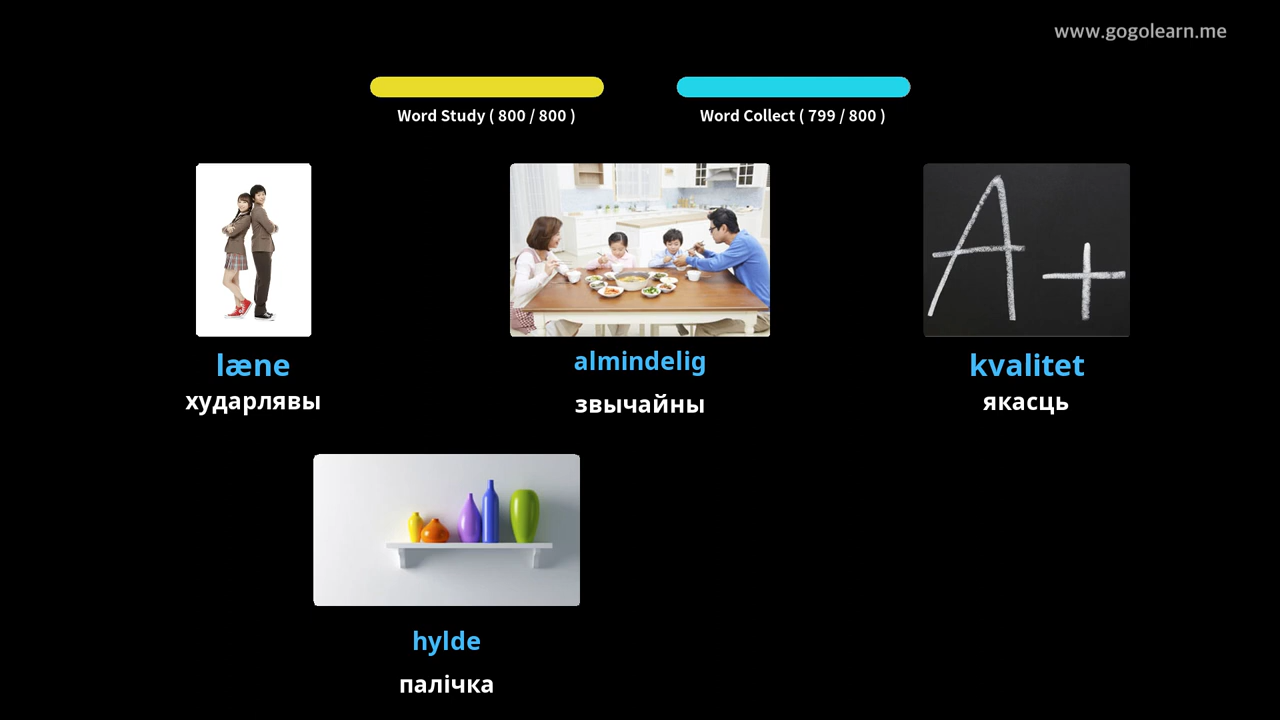 www.gogolearn.me
Word Study ( 800 / 800 )
Word Collect ( 799 / 800 )
A+
læne
almindelig
kvalitet
хударлявы
звычайны
якасць
hylde
палічка